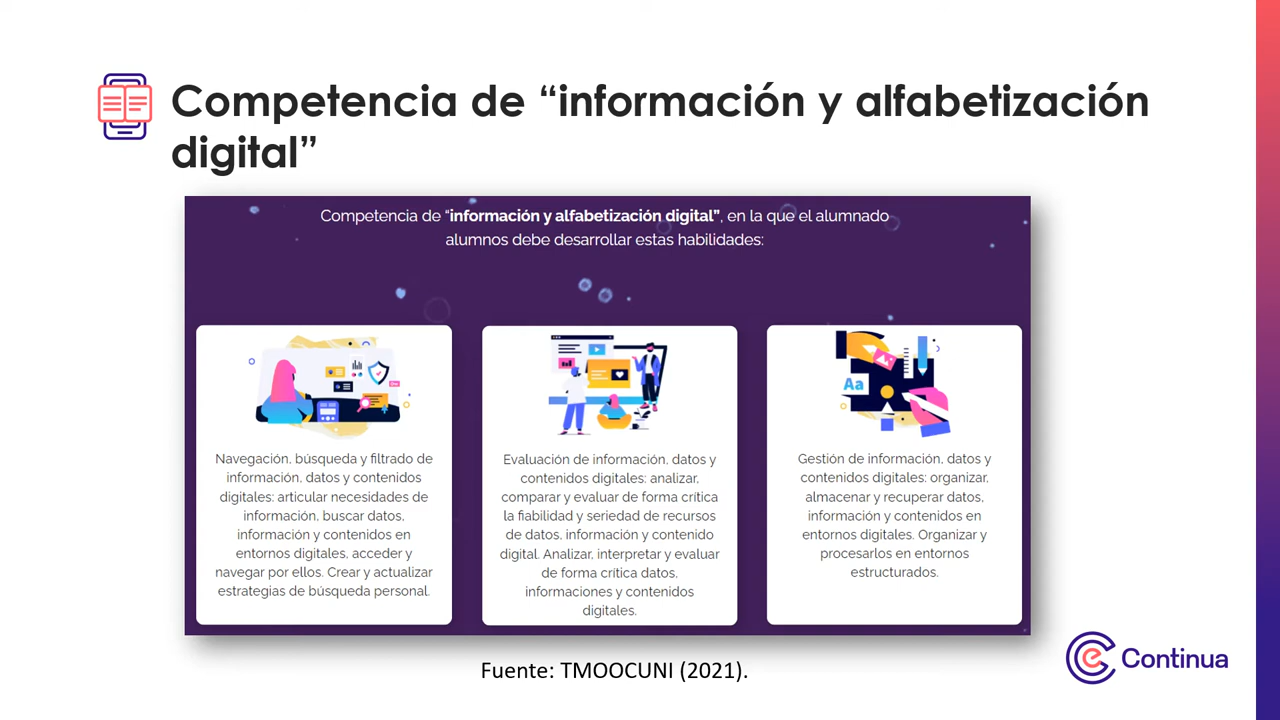 Competencia de “información y alfabetización
digital”
Competencia de “información y alfabetización digital”, en la que el alumnado
alumnos debe desarrollar estas habilidades:
Navegación, búsqueda y filtrado de
información, datos y contenidos
digitales: articular necesidades de
información, buscar datos,
información y contenidos en
entornos digitales, acceder y
navegar por ellos. Crear y actualizar
estrategias de búsqueda personal.
Evaluación de información, datos y
contenidos digitales: analizar,
comparar y evaluar de forma crítica
la fiabilidad y seriedad de recursos
de datos, información y contenido
digital. Analizar, interpretar y evaluar
de forma crítica datos,
informaciones y contenidos
digitales.
Aa
Gestión de información, datos y
contenidos digitales: organizar,
almacenar y recuperar datos,
información y contenidos en
entornos digitales. Organizar y
procesarlos en entornos
estructurados.
Fuente: TMOOCUNI (2021).
Continua